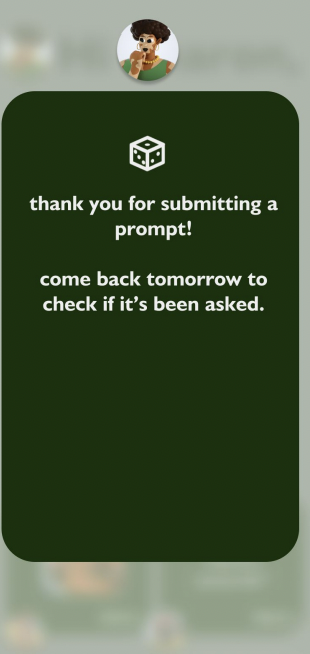 thank you for submitting a
prompt!
come back tomorrow to
check if it’s been asked.